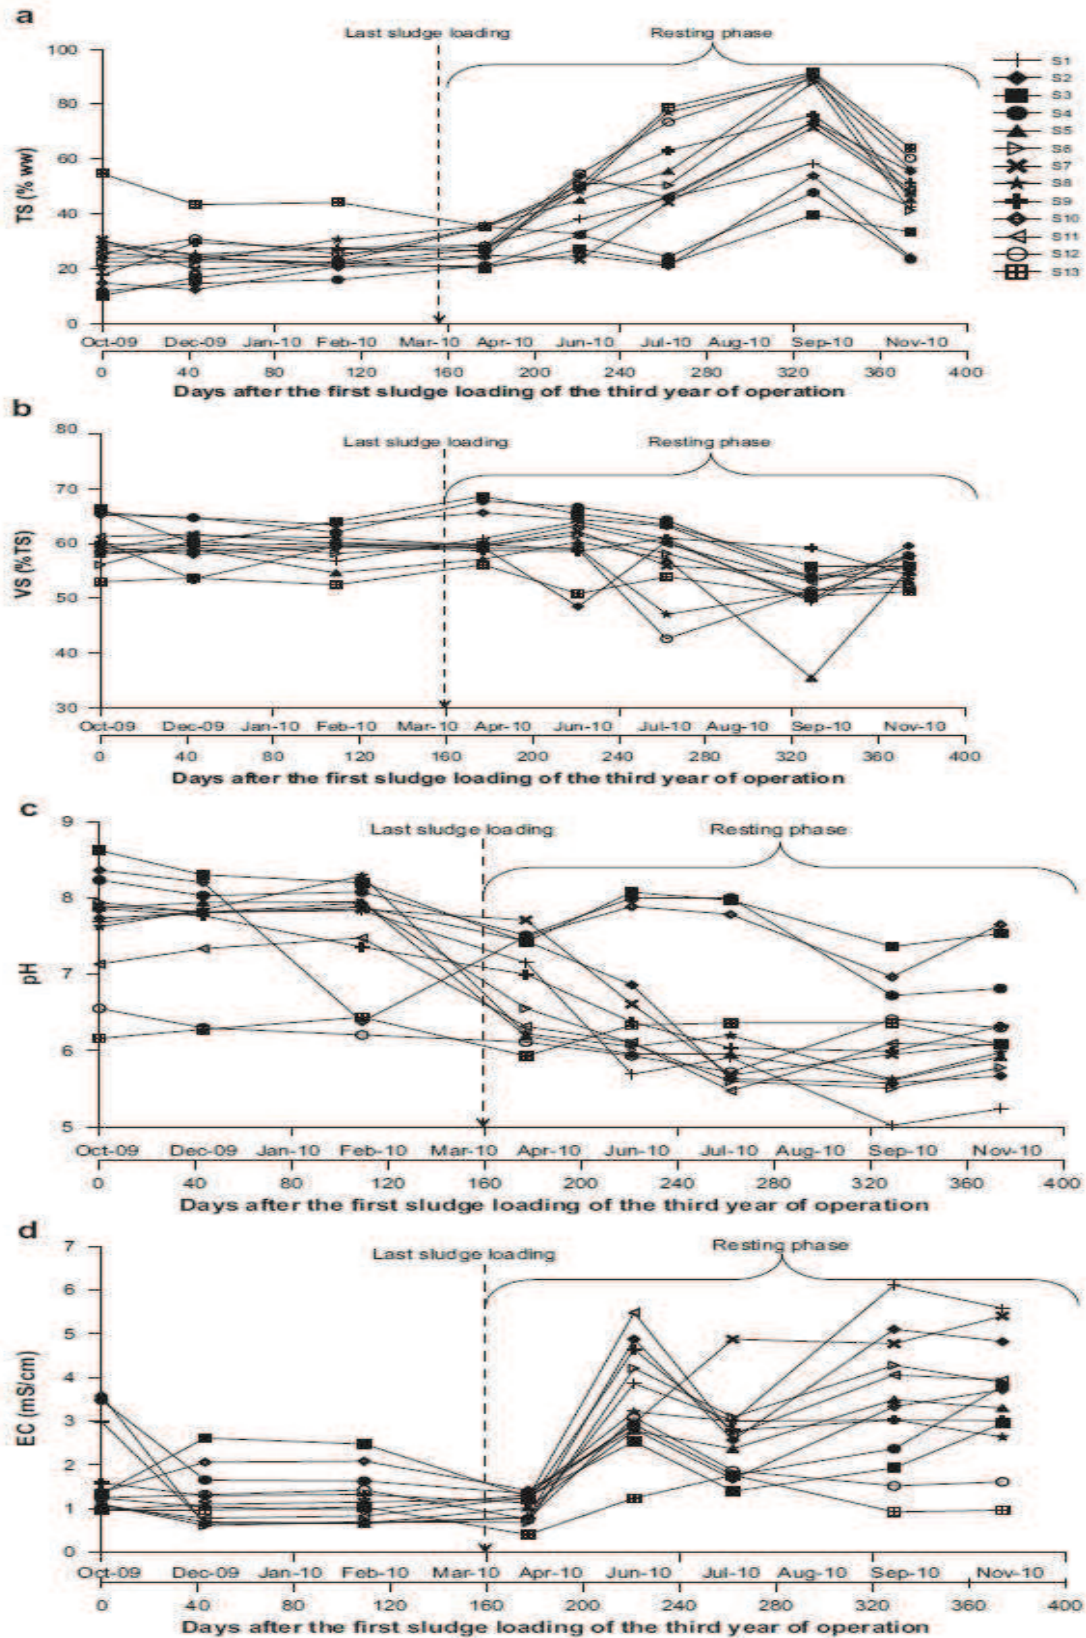 a
Last sludge loading
Resting phase
100
80
60
40
20
0
TS (% ww)
S1
S2
S3
S4
S5
S6
S7
S8
S9
S10
S11
S12
S13
Oct-09 Dec-09 Jan-10 Feb-10 Mar-10 Apr-10 Jun-10 Jul-10 Aug-10 Sep-10 Nov-10
0 40 80 120 160 200 240 280 320 360 400
Days after the first sludge loading of the third year of operation
b
Last sludge loading
Resting phase
80
70
60
50
40
30
VS (%TS)
Oct-09 Dec-09 Jan-10 Feb-10 Mar-10 Apr-10 Jun-10 Jul-10 Aug-10 Sep-10 Nov-10
0 40 80 120 160 200 240 280 320 360 400
Days after the first sludge loading of the third year of operation
c
Last sludge loading
Resting phase
9
8
7
6
5
pH
Oct-09 Dec-09 Jan-10 Feb-10 Mar-10 Apr-10 Jun-10 Jul-10 Aug-10 Sep-10 Nov-10
0 40 80 120 160 200 240 280 320 360 400
Days after the first sludge loading of the third year of operation
d
Last sludge loading
Resting phase
7
6
5
4
3
2
1
0
EC (mS/cm)
Oct-09 Dec-09 Jan-10 Feb-10 Mar-10 Apr-10 Jun-10 Jul-10 Aug-10 Sep-10 Nov-10
0 40 80 120 160 200 240 280 320 360 400
Days after the first sludge loading of the third year of operation